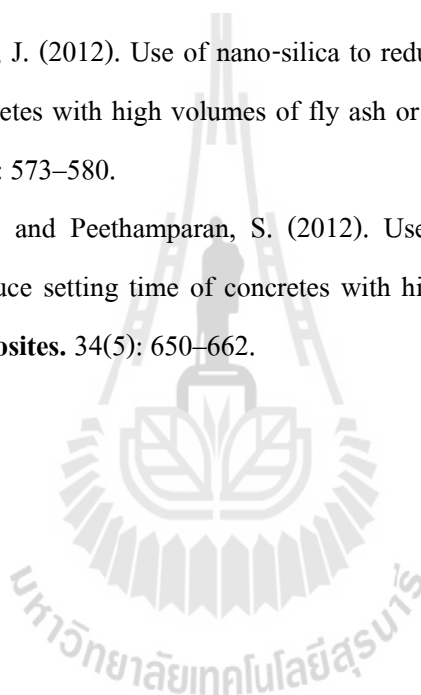 , J. (2012). Use of nano-silica to redu
etes with high volumes of fly ash or
: 573–580.
and Peethamparan, S. (2012). Use
uce setting time of concretes with hi
osites. 34(5): 650–662.
มหาวิทยาลัยเทคโนโลยีสุรนารี